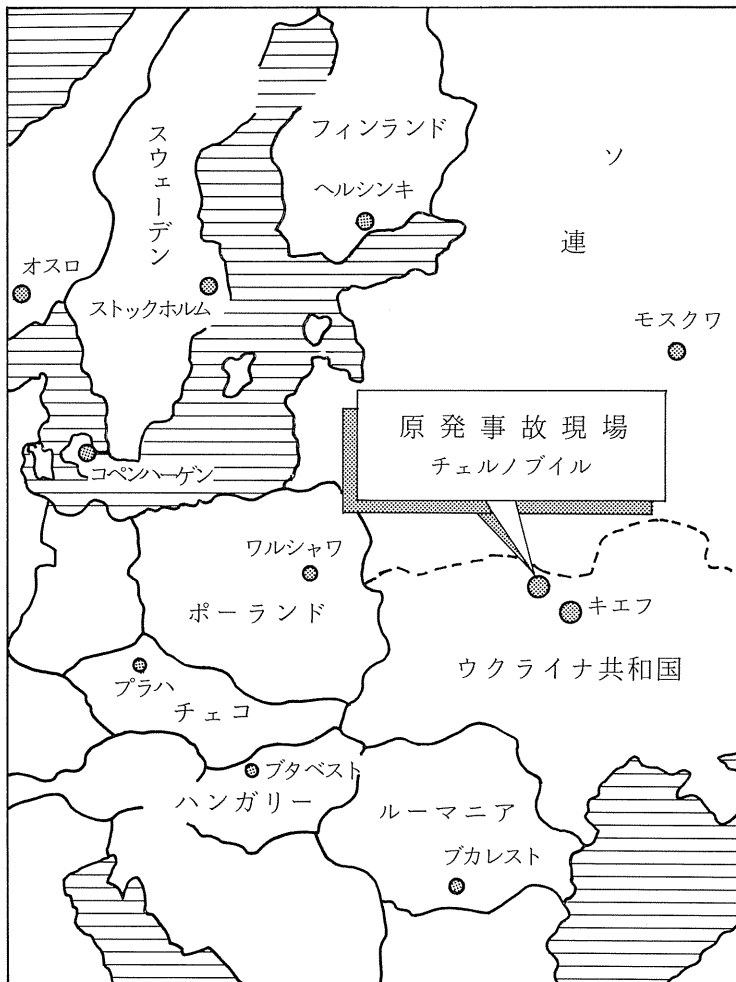 フィンランド
スウェーデン
ソ連
ヘルシンキ
オスロ
ストックホルム
モスクワ
原発事故現場
チェルノブイル
コペンハーゲン
ワルシャワ
キエフ
ポーランド
ウクライナ共和国
プラハ
チェコ
ブタペスト
ハンガリー
ルーマニア
ブカレスト